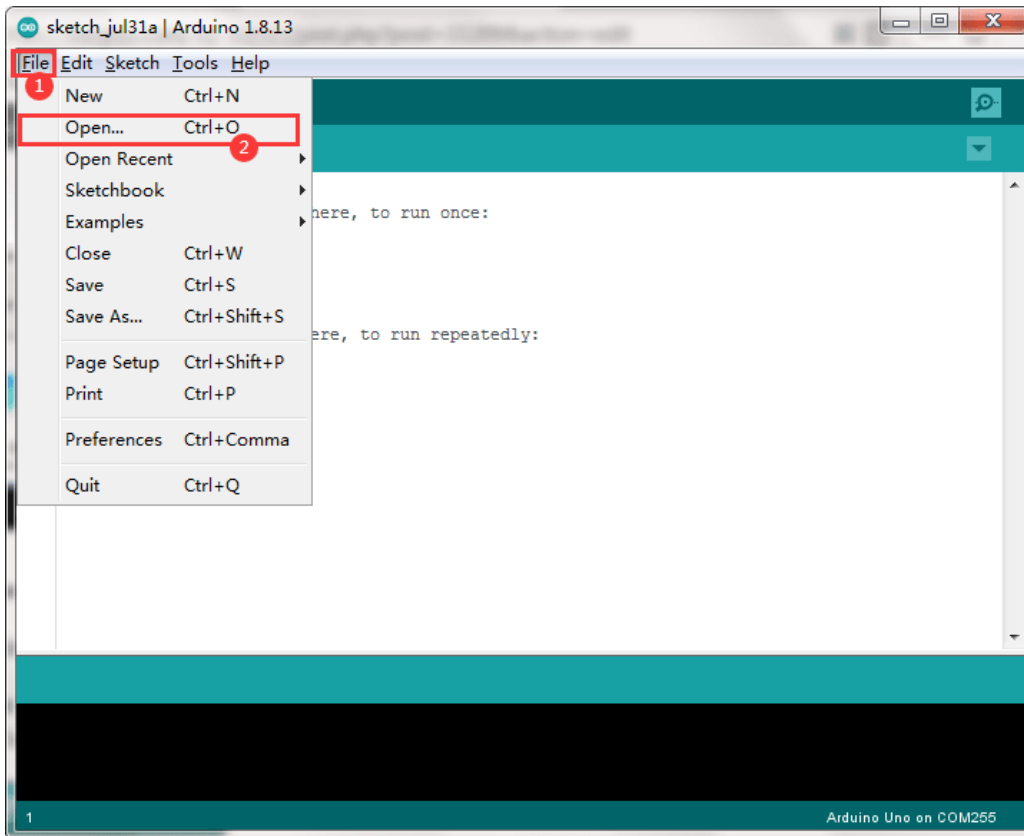 sketch_jul31a | Arduino 1.8.13
File Edit Sketch Tools Help
1
New Ctrl+N
Open... Ctrl+O
2
Open Recent
Sketchbook
Examples
here, to run once:
Close Ctrl+W
Save Ctrl+S
Save As... Ctrl+Shift+S
ere, to run repeatedly:
Page Setup Ctrl+Shift+P
Print Ctrl+P
Preferences Ctrl+Comma
Quit Ctrl+Q
1 Arduino Uno on COM255